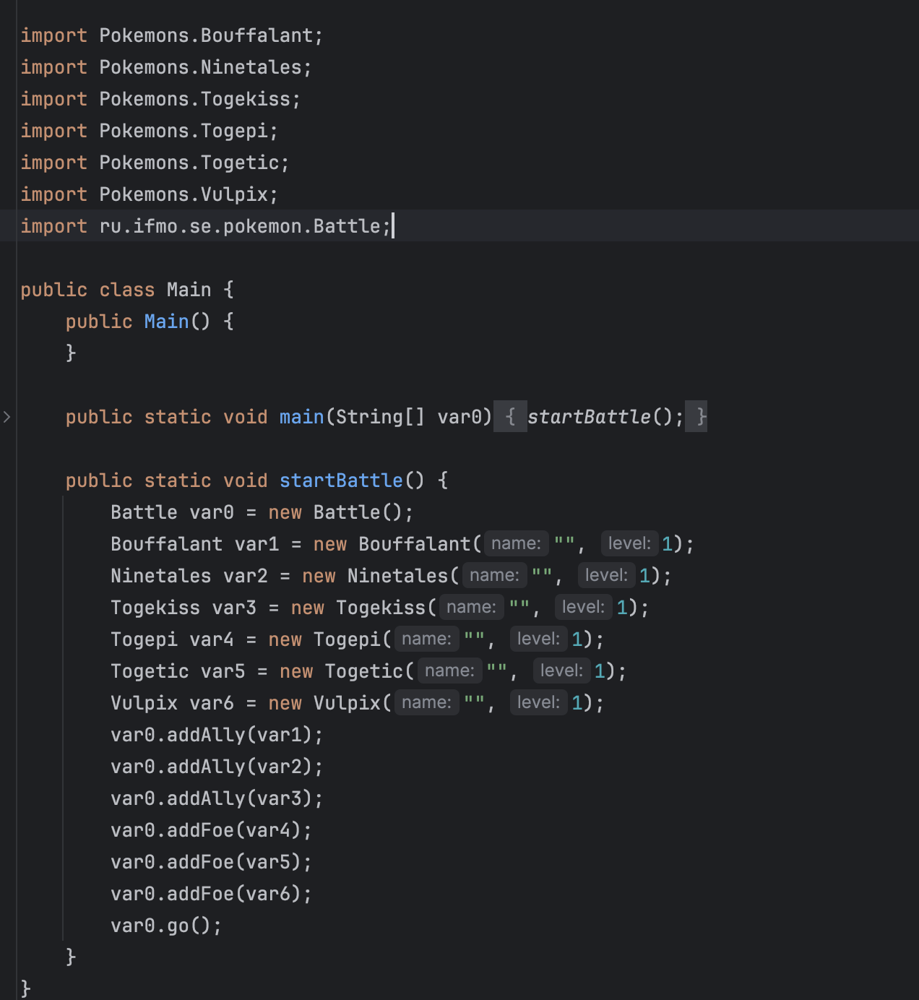 import Pokemons.Bouffalant;
import Pokemons.Ninetales;
import Pokemons.Togekiss;
import Pokemons.Togepi;
import Pokemons.Togetic;
import Pokemons.Vulpix;
import ru.ifmo.se.pokemon.Battle;

public class Main {
    public Main() {
    }

    public static void main(String[] var0) { startBattle(); }

    public static void startBattle() {
        Battle var0 = new Battle();
        Bouffalant var1 = new Bouffalant( name: "", level: 1);
        Ninetales var2 = new Ninetales( name: "", level: 1);
        Togekiss var3 = new Togekiss( name: "", level: 1);
        Togepi var4 = new Togepi( name: "", level: 1);
        Togetic var5 = new Togetic( name: "", level: 1);
        Vulpix var6 = new Vulpix( name: "", level: 1);
        var0.addAlly(var1);
        var0.addAlly(var2);
        var0.addAlly(var3);
        var0.addFoe(var4);
        var0.addFoe(var5);
        var0.addFoe(var6);
        var0.go();
    }
}